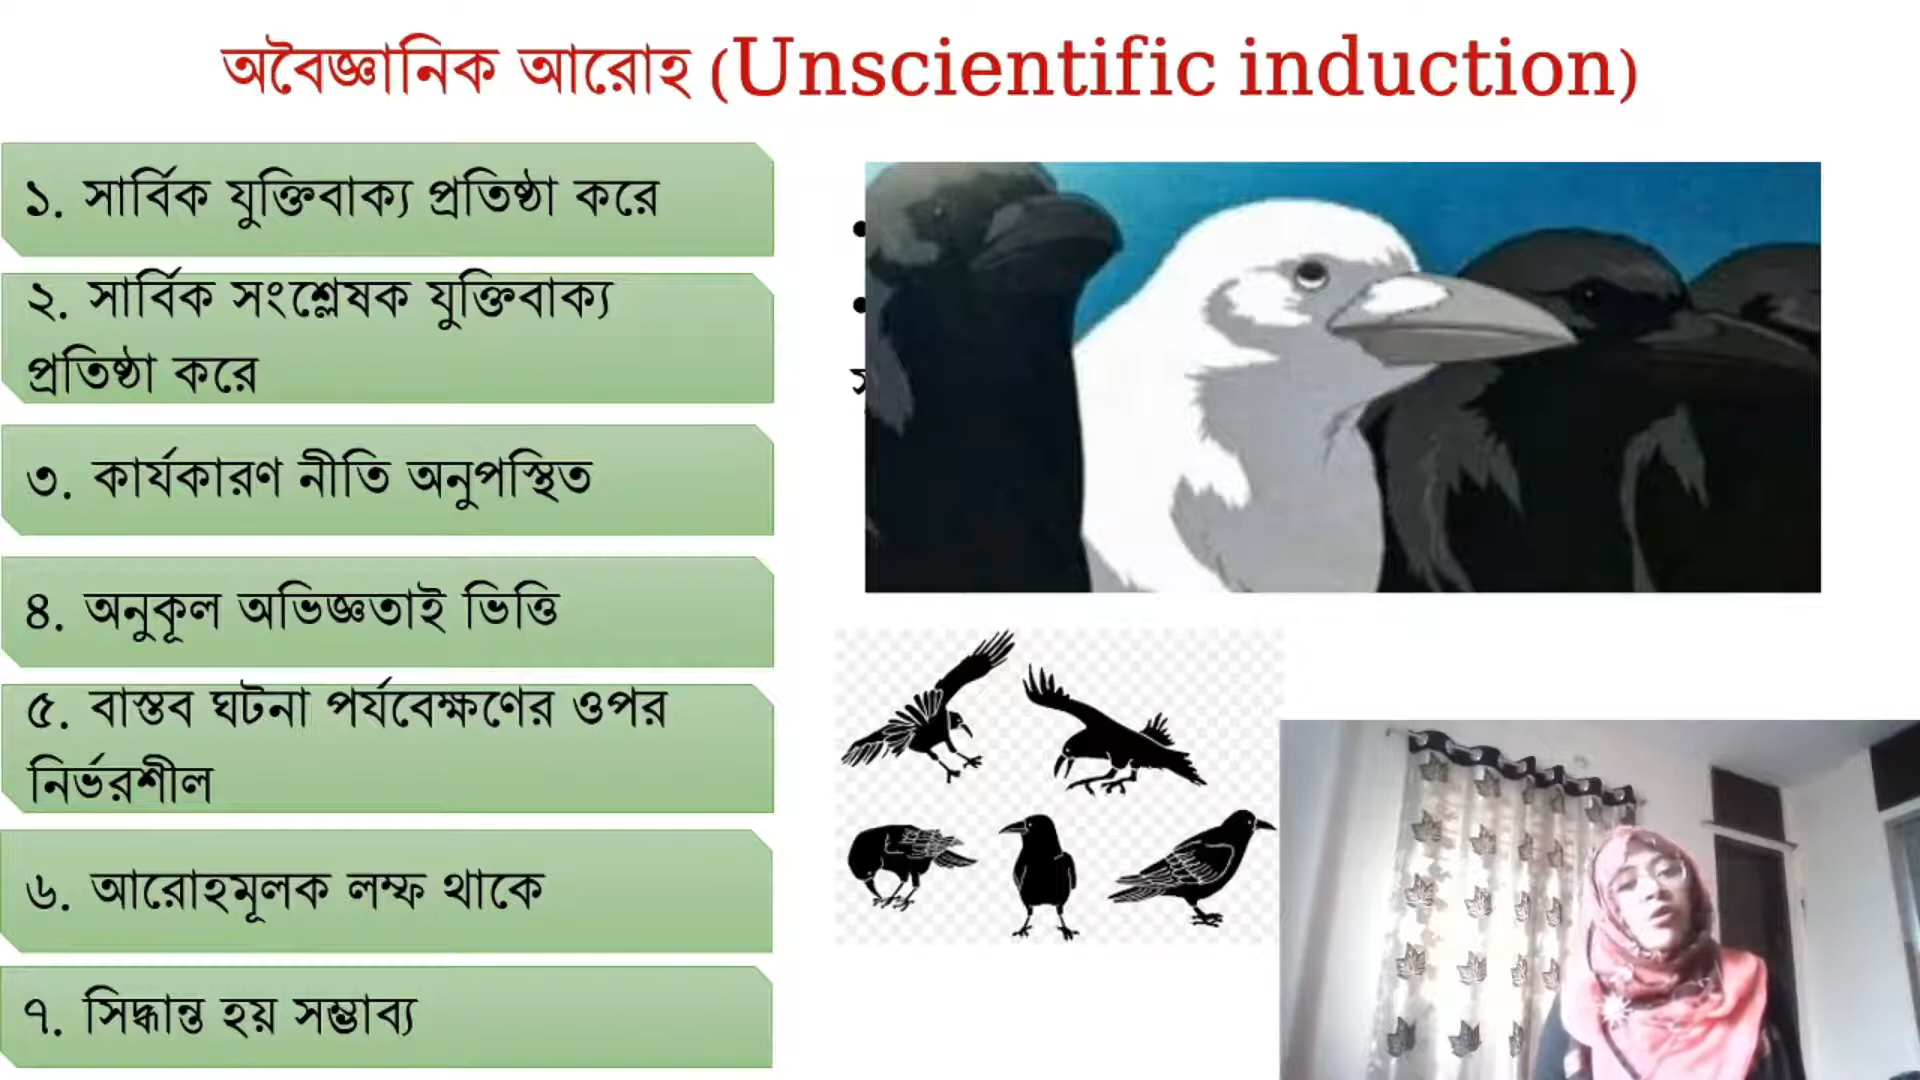 অবৈজ্ঞানিক আরোহ (Unscientific induction)
১. সার্বিক যুক্তিবাক্য প্রতিষ্ঠা করে
২. সার্বিক সংশ্লেষক যুক্তিবাক্য
প্রতিষ্ঠা করে
৩. কার্যকারণ নীতি অনুপস্থিত
৪. অনুকূল অভিজ্ঞতাই ভিত্তি
৫. বাস্তব ঘটনা পর্যবেক্ষণের ওপর
নির্ভরশীল
৬. আরোহমূলক লম্ফ থাকে
৭. সিদ্ধান্ত হয় সম্ভাব্য